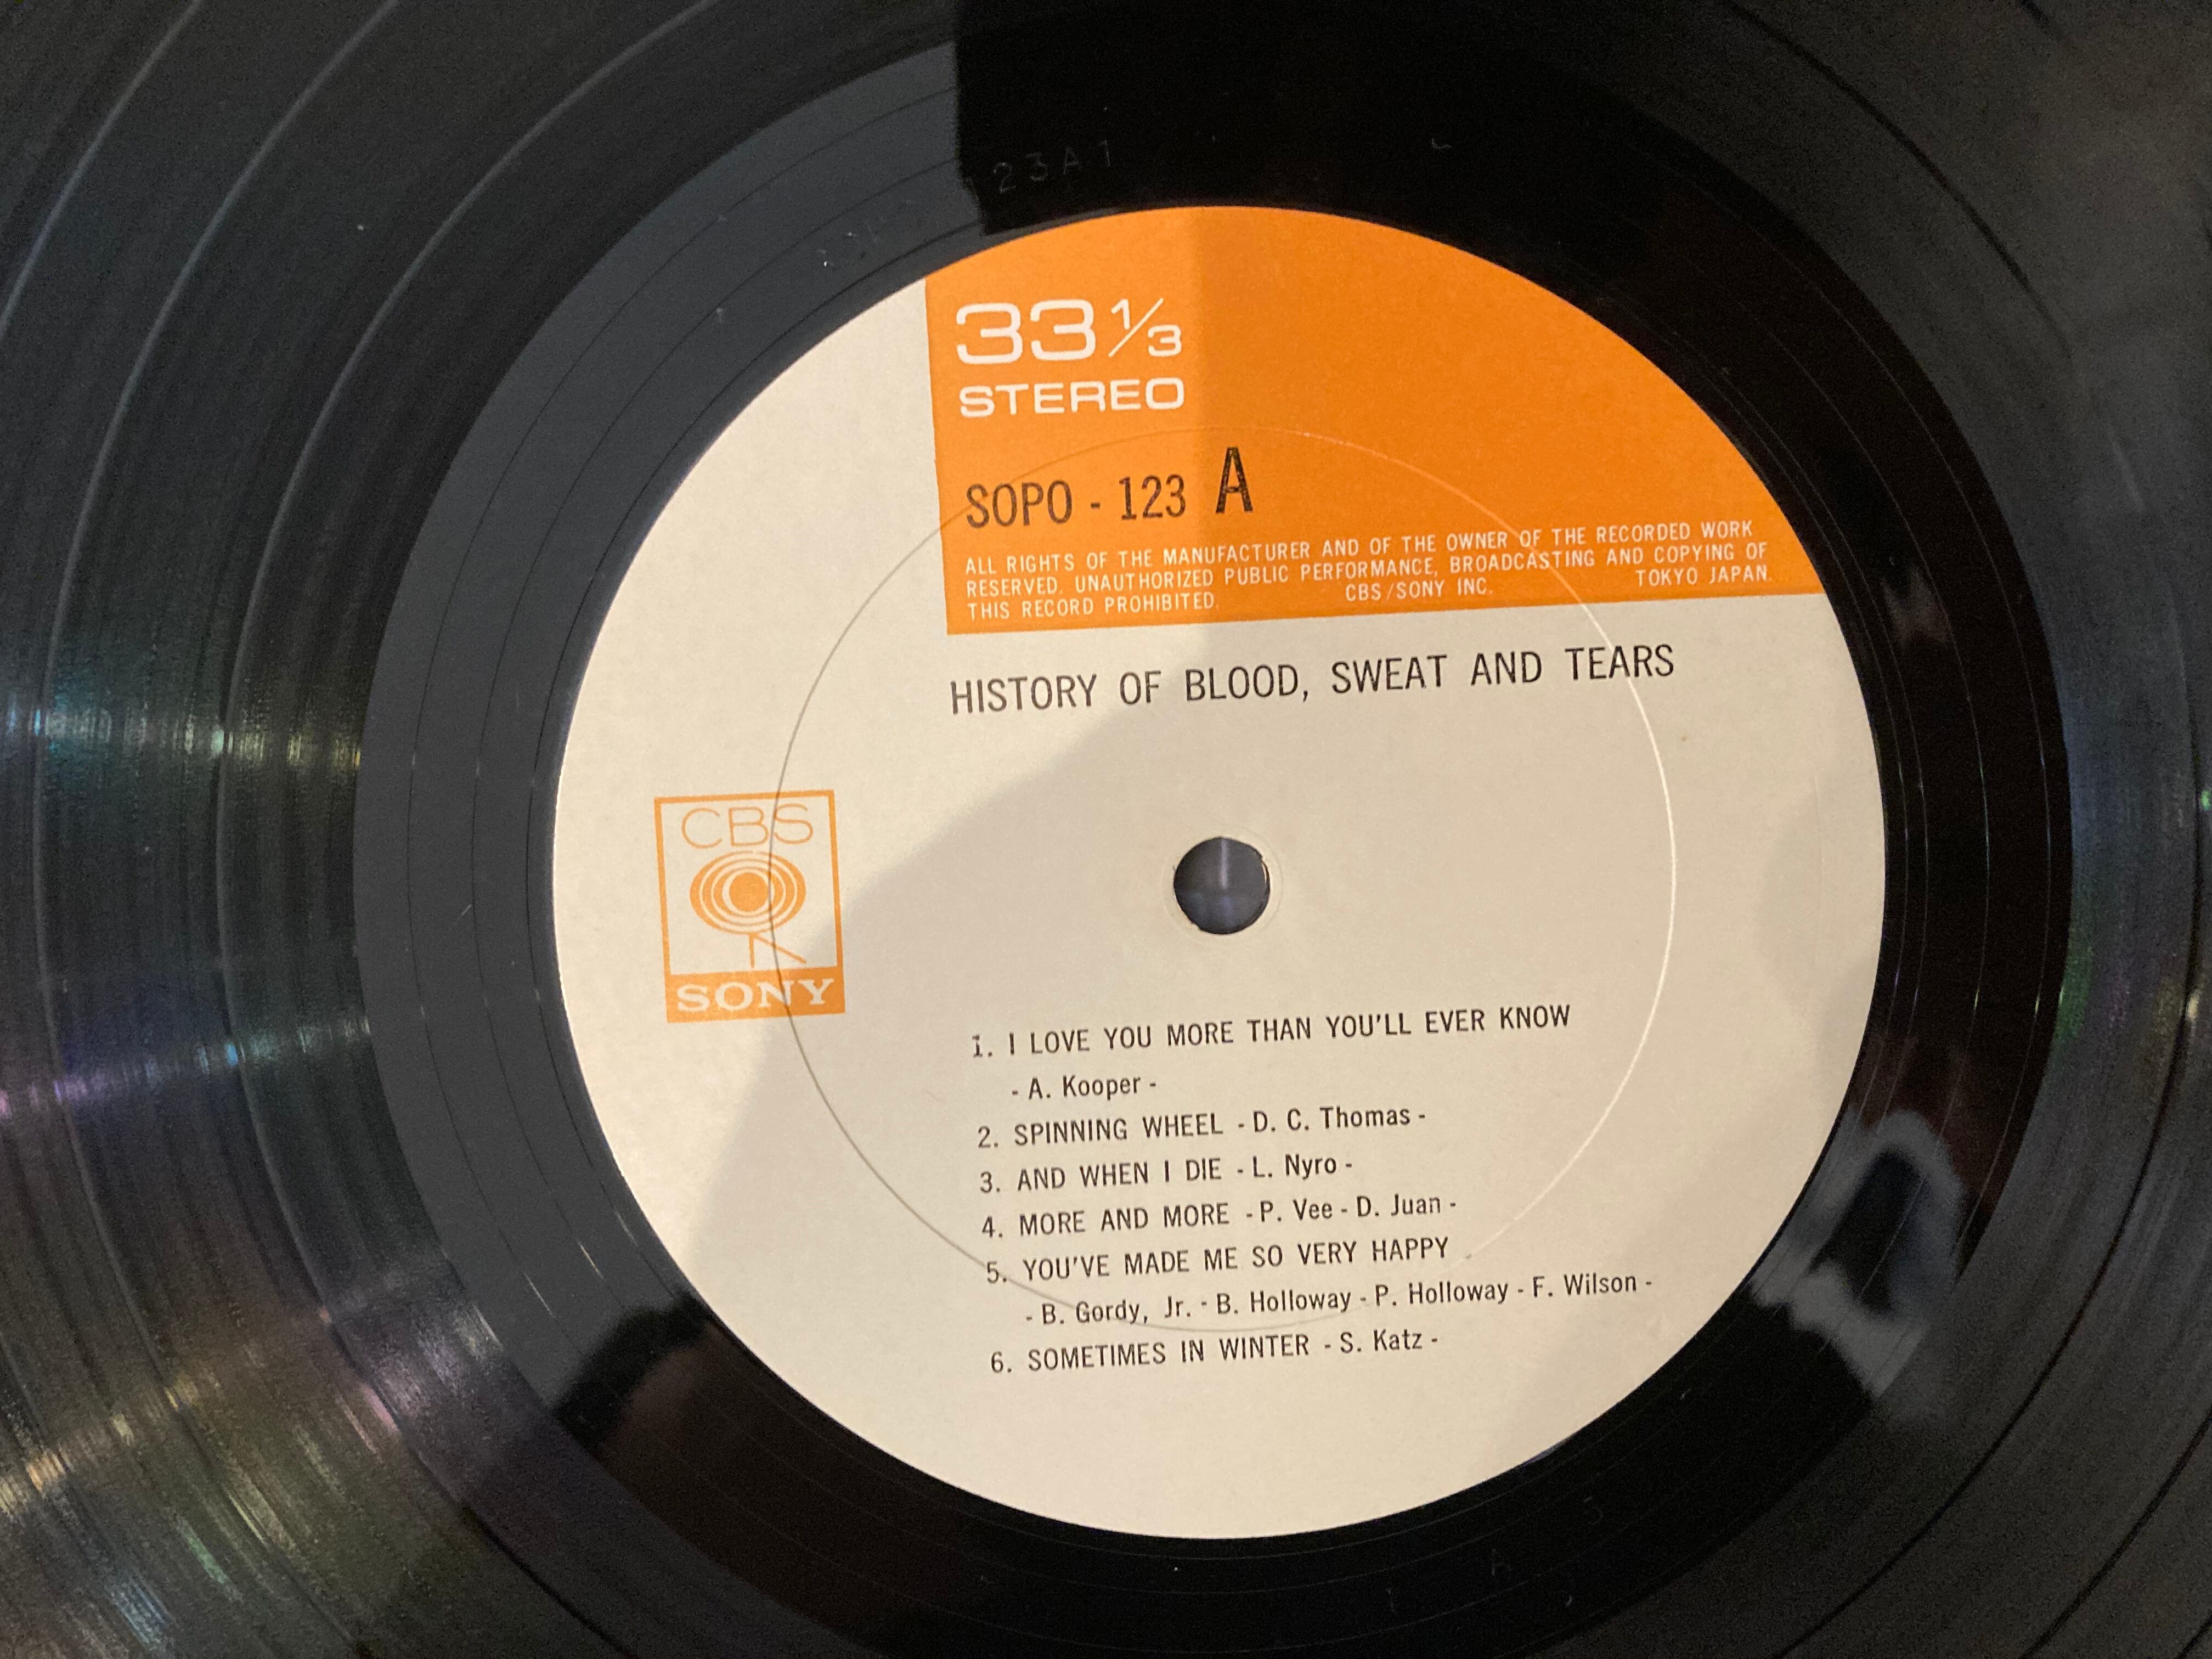 23A1
33 1/3
STEREO
SOPO - 123 A
ALL RIGHTS OF THE MANUFACTURER AND OF THE OWNER OF THE RECORDED WORK
RESERVED. UNAUTHORIZED PUBLIC PERFORMANCE, BROADCASTING AND COPYING OF
THIS RECORD PROHIBITED. CBS/SONY INC. TOKYO JAPAN.
HISTORY OF BLOOD, SWEAT AND TEARS
CBS
SONY
1. I LOVE YOU MORE THAN YOU'LL EVER KNOW
- A. Kooper -
2. SPINNING WHEEL - D. C. Thomas -
3. AND WHEN I DIE - L. Nyro -
4. MORE AND MORE - P. Vee - D. Juan -
5. YOU'VE MADE ME SO VERY HAPPY
- B. Gordy, Jr. - B. Holloway - P. Holloway - F. Wilson -
6. SOMETIMES IN WINTER - S. Katz -